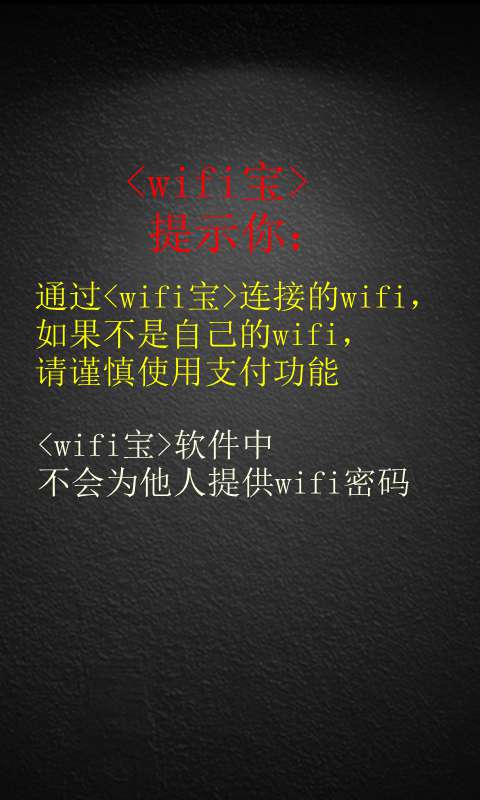 <wifi宝>
提示你：
通过<wifi宝>连接的wifi，
如果不是自己的wifi，
请谨慎使用支付功能
<wifi宝>软件中
不会为他人提供wifi密码